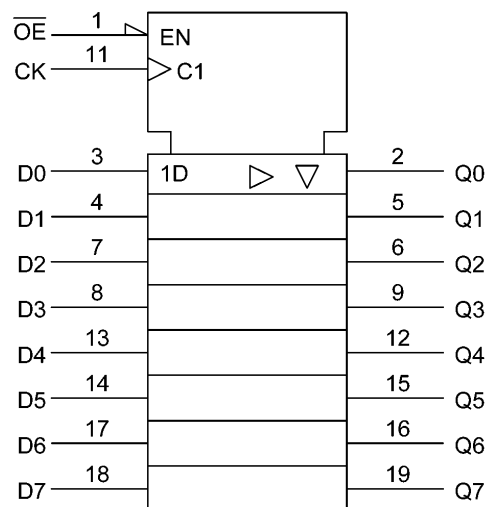 O̅E̅ 1 EN
CK 11 C1
D0 3 1D 2 Q0
D1 4 5 Q1
D2 7 6 Q2
D3 8 9 Q3
D4 13 12 Q4
D5 14 15 Q5
D6 17 16 Q6
D7 18 19 Q7